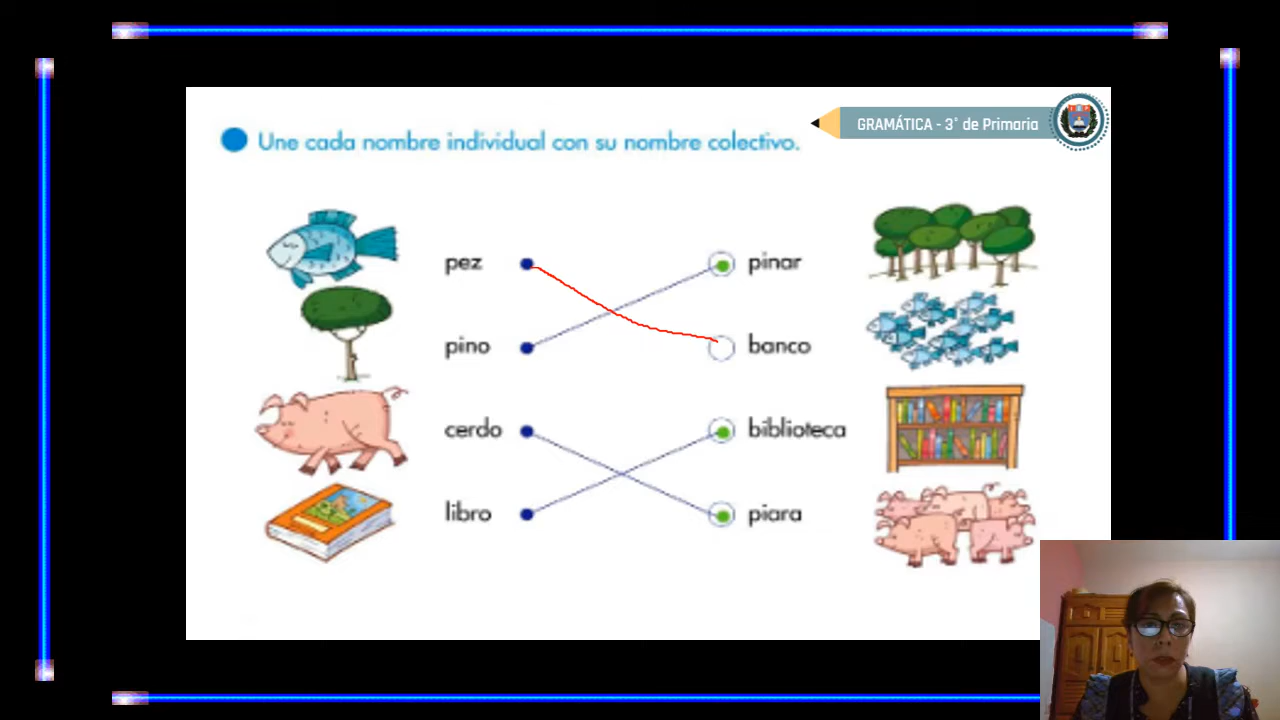 GRAMÁTICA - 3° de Primaria
Une cada nombre individual con su nombre colectivo.
pez
pinar
pino
banco
cerdo
biblioteca
libro
piara